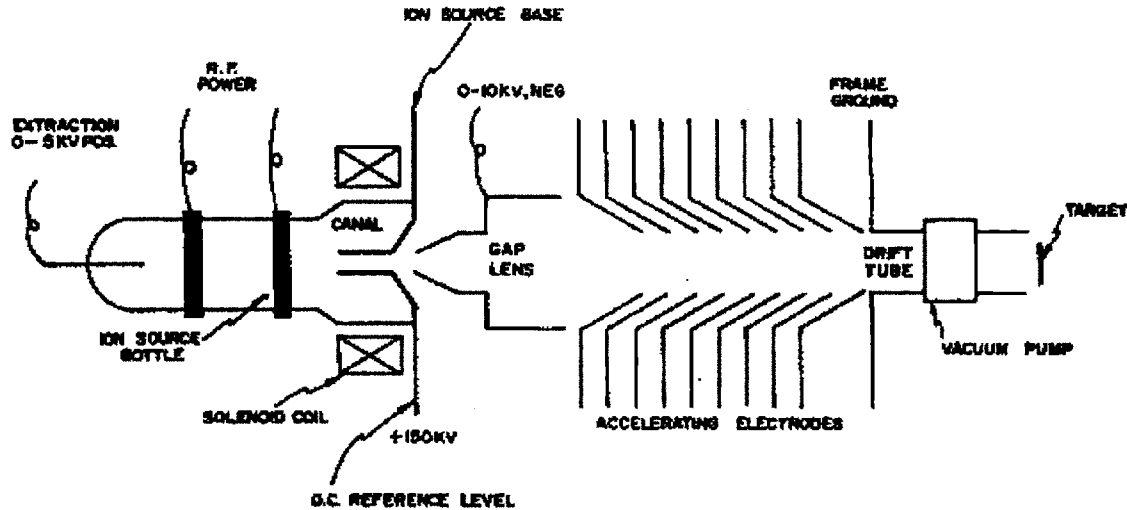 ION SOURCE BASE
R.F.
POWER
0-10KV, NEG
FRAME
GROUND
EXTRACTION
0-5KV POS.
CANAL
TARGET
GAP
LENS
DRIFT
TUBE
ION SOURCE
BOTTLE
VACUUM PUMP
SOLENOID COIL
ACCELERATING ELECTRODES
+150KV
D.C. REFERENCE LEVEL